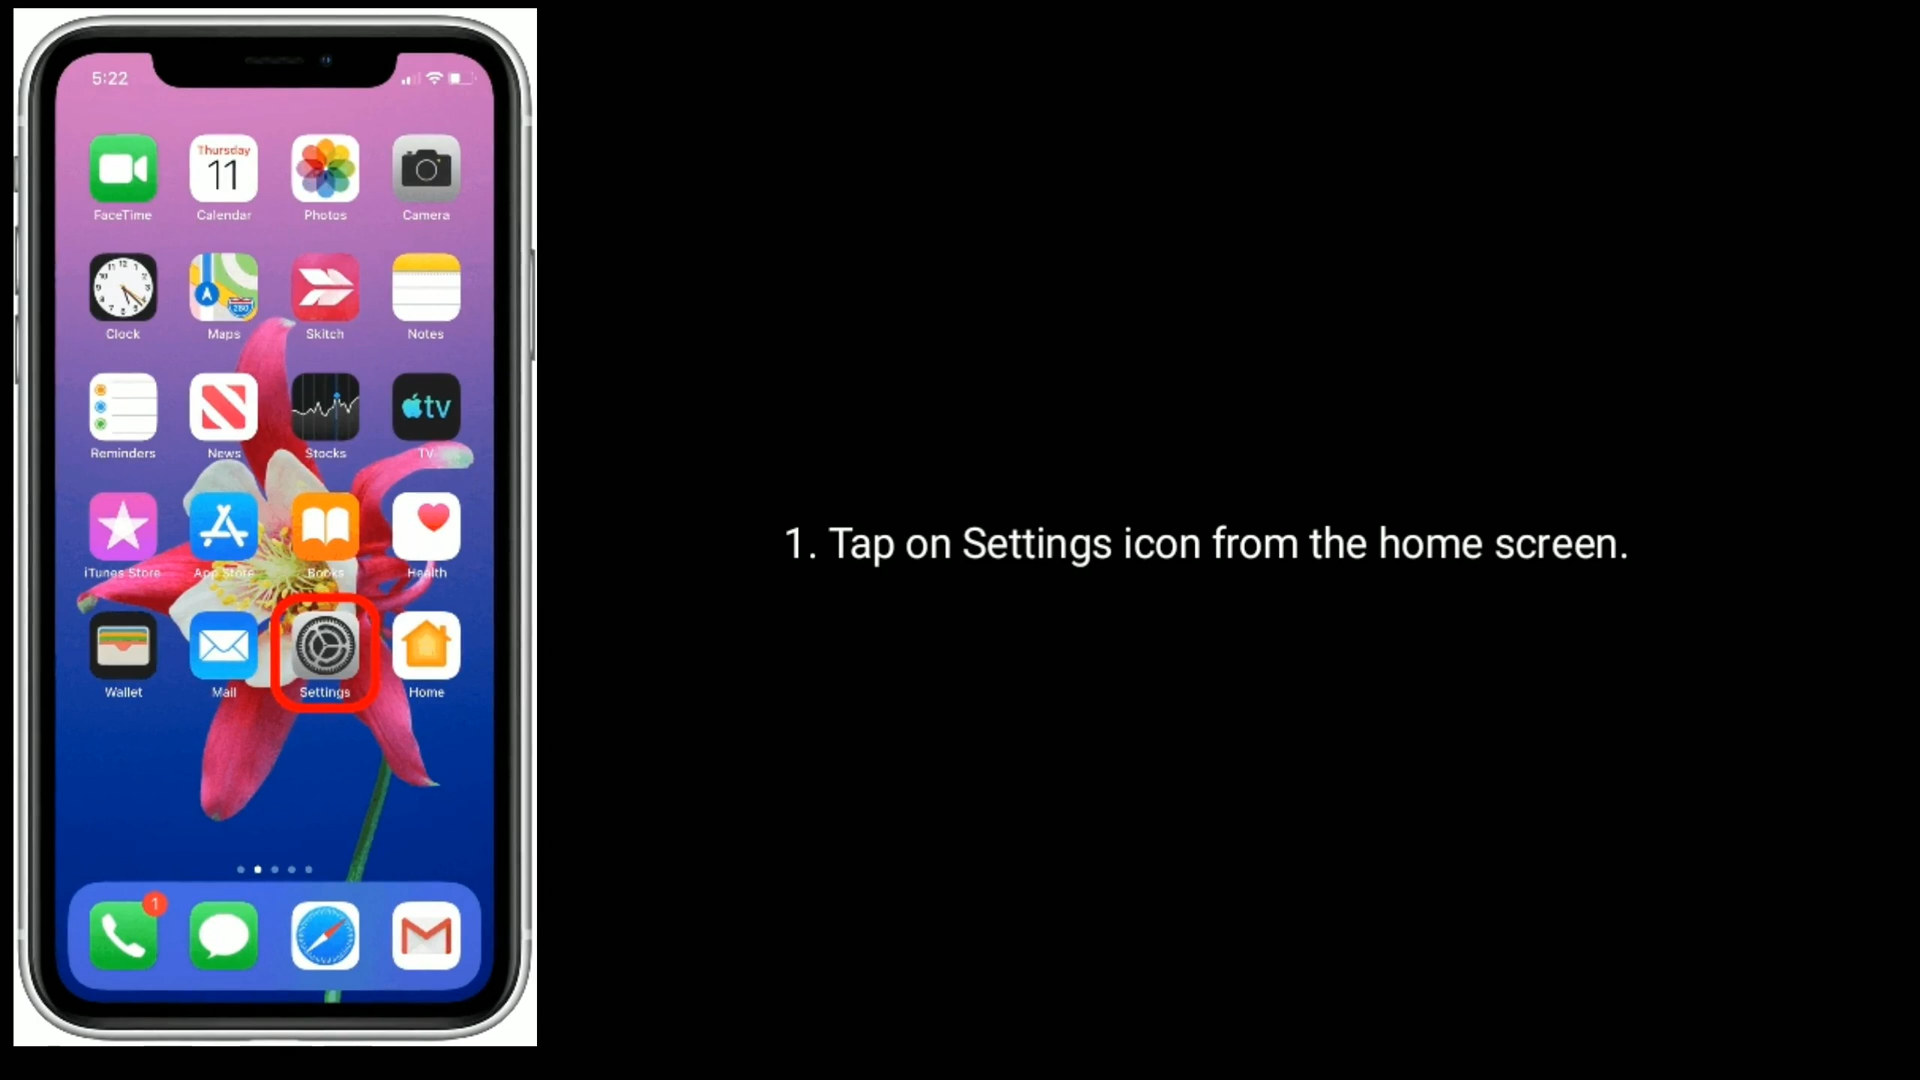 5:22
Thursday
11
FaceTime
Calendar
Photos
Camera
280
Clock
Maps
Skitch
Notes
tv
Reminders
News
Stocks
TV
iTunes Store
App Store
Books
Health
Wallet
Mail
Settings
Home
1
1. Tap on Settings icon from the home screen.